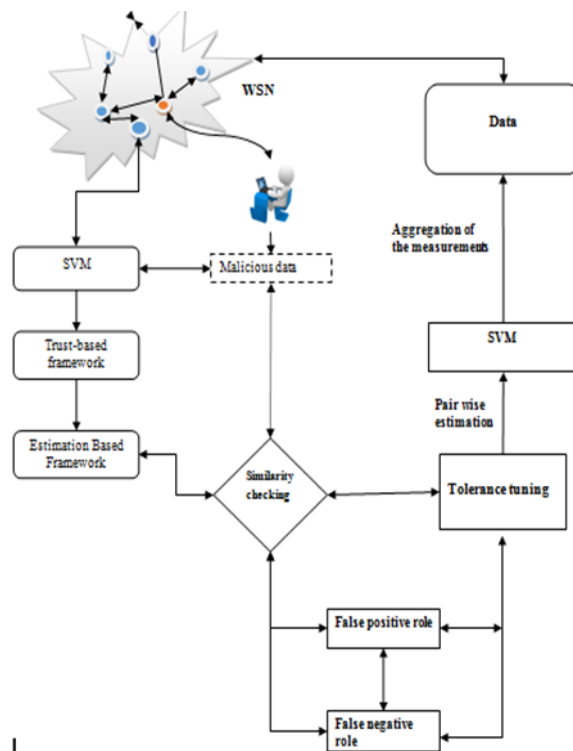 WSN
Data
Aggregation of
the measurements
SVM
Malicious data
Trust-based
framework
SVM
Pair wise
estimation
Estimation Based
Framework
Similarity
checking
Tolerance tuning
False positive role
False negative
role